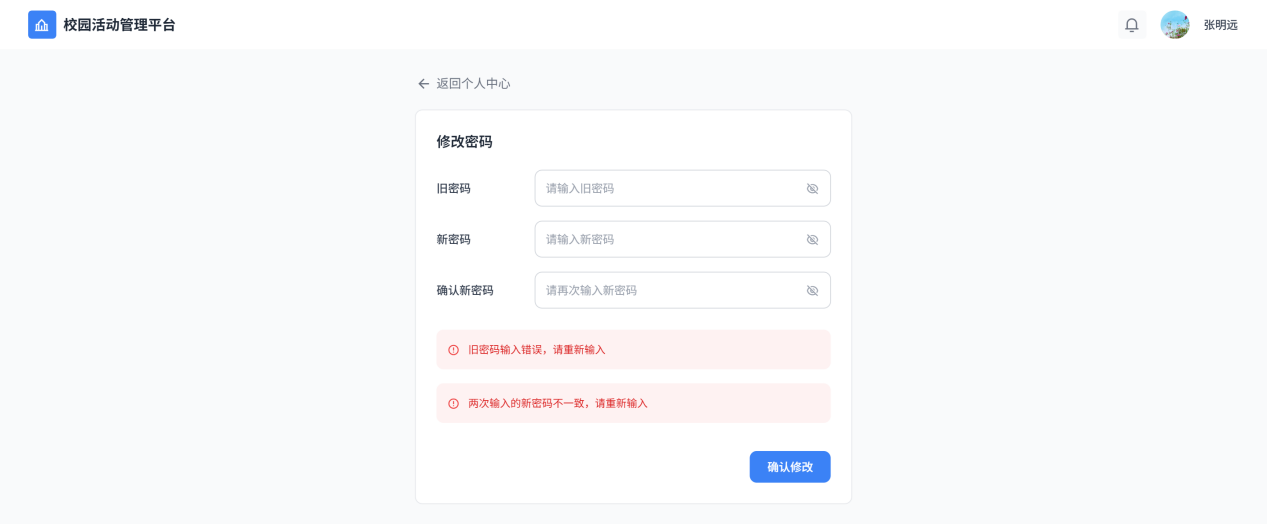 校园活动管理平台
张明远
返回个人中心
修改密码
旧密码
请输入旧密码
新密码
请输入新密码
确认新密码
请再次输入新密码
旧密码输入错误，请重新输入
两次输入的新密码不一致，请重新输入
确认修改